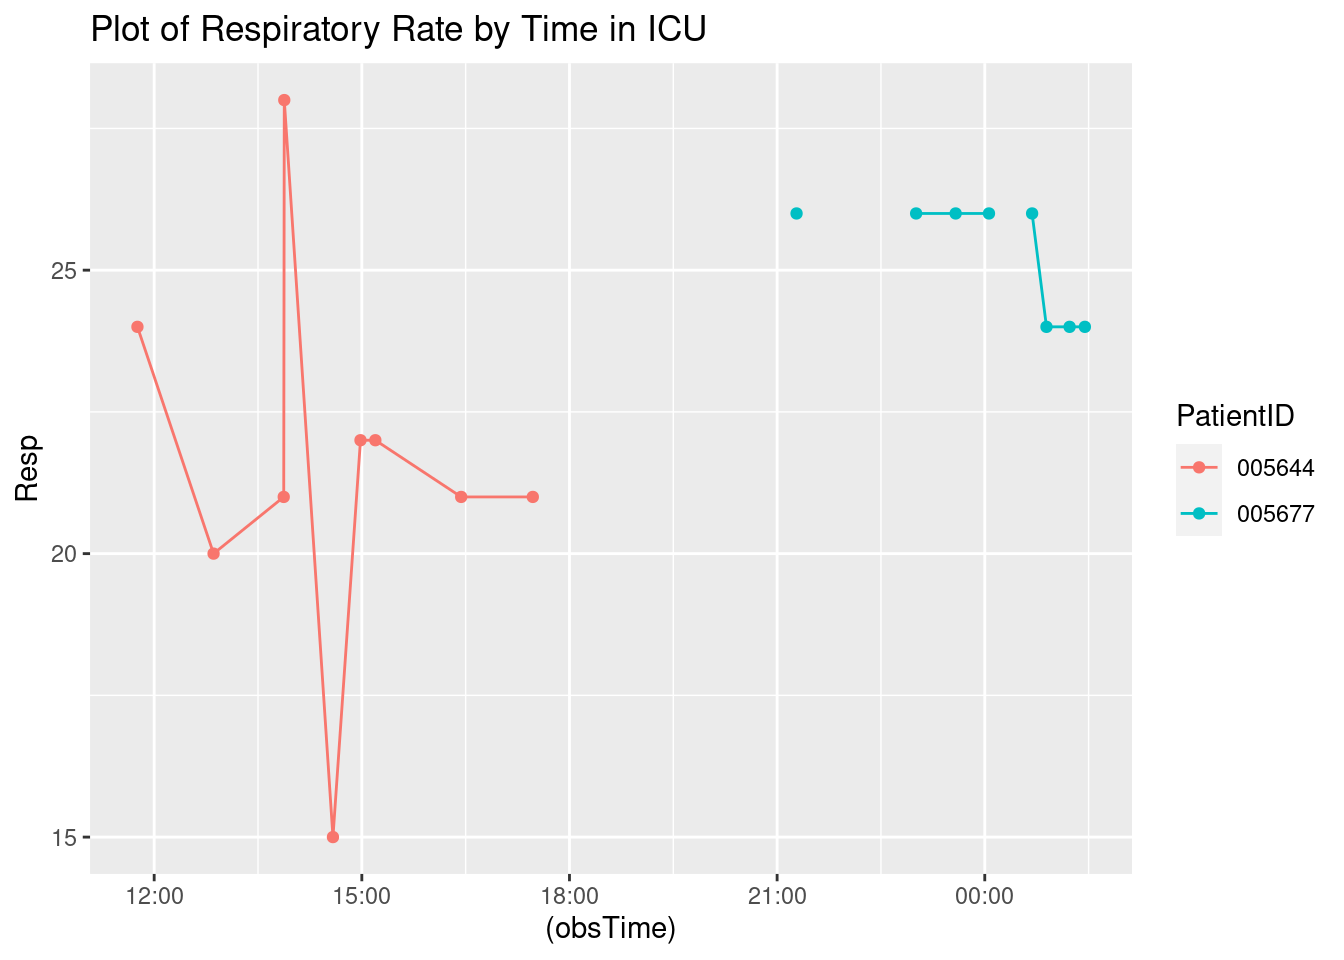 Plot of Respiratory Rate by Time in ICU
Resp
25
20
15
12:00 15:00 18:00 21:00 00:00
(obsTime)
PatientID
005644
005677